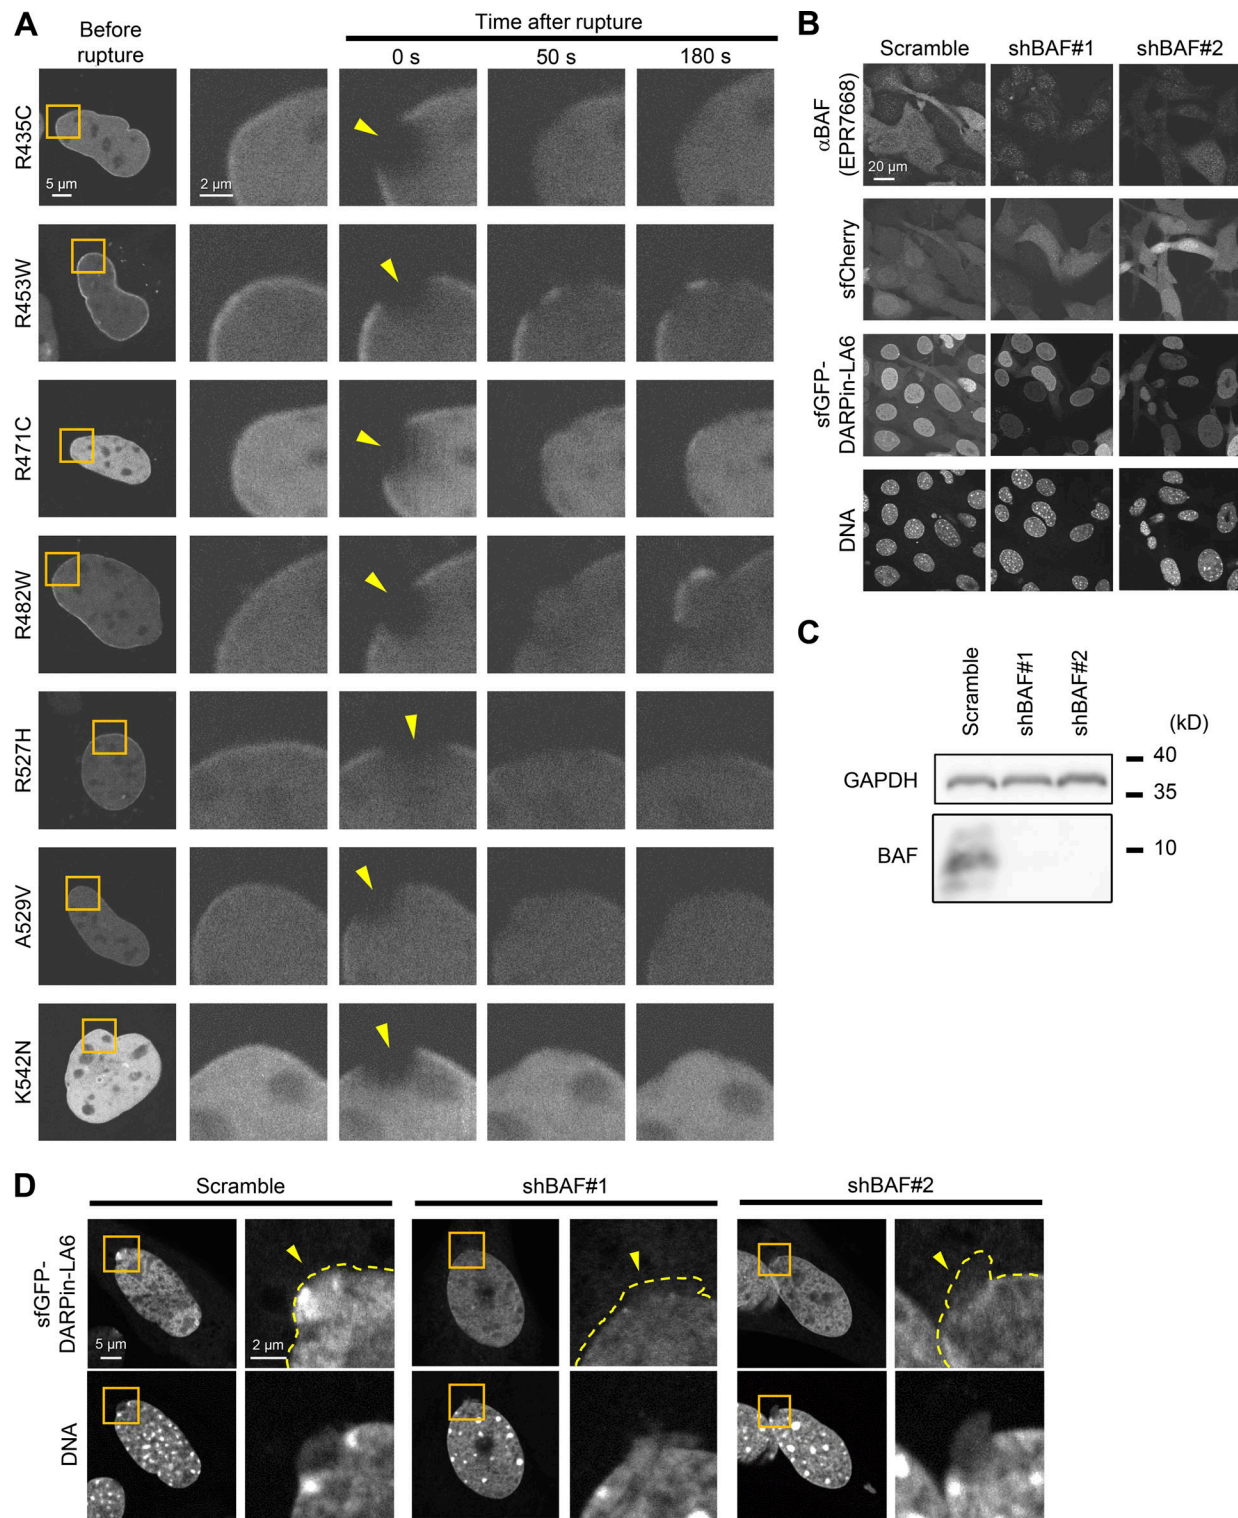 A
Before
rupture
Time after rupture
0 s
50 s
180 s
R435C
5 µm
2 µm
R453W
R471C
R482W
R527H
A529V
K542N
B
Scramble
shBAF#1
shBAF#2
αBAF
(EPR7668)
20 µm
sfCherry
sfGFP-
DARPin-LA6
DNA
C
Scramble
shBAF#1
shBAF#2
(kD)
GAPDH
40
35
BAF
10
D
Scramble
shBAF#1
shBAF#2
sfGFP-
DARPin-LA6
5 µm
2 µm
DNA